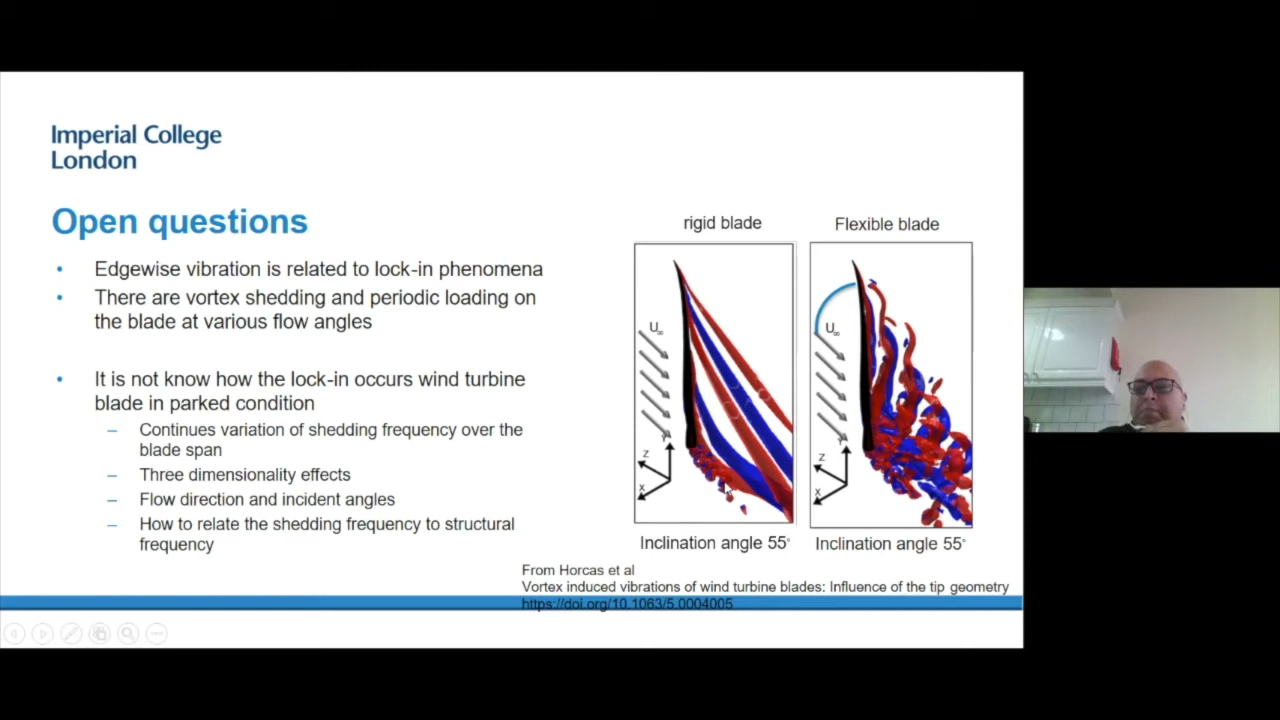 Imperial College
London
Open questions
• Edgewise vibration is related to lock-in phenomena
• There are vortex shedding and periodic loading on
the blade at various flow angles
• It is not know how the lock-in occurs wind turbine
blade in parked condition
– Continues variation of shedding frequency over the
blade span
– Three dimensionality effects
– Flow direction and incident angles
– How to relate the shedding frequency to structural
frequency
rigid blade
U∞
Y
Z
X
Inclination angle 55°
Flexible blade
U∞
Y
Z
X
Inclination angle 55°
From Horcas et al
Vortex induced vibrations of wind turbine blades: Influence of the tip geometry
https://doi.org/10.1063/5.0004005